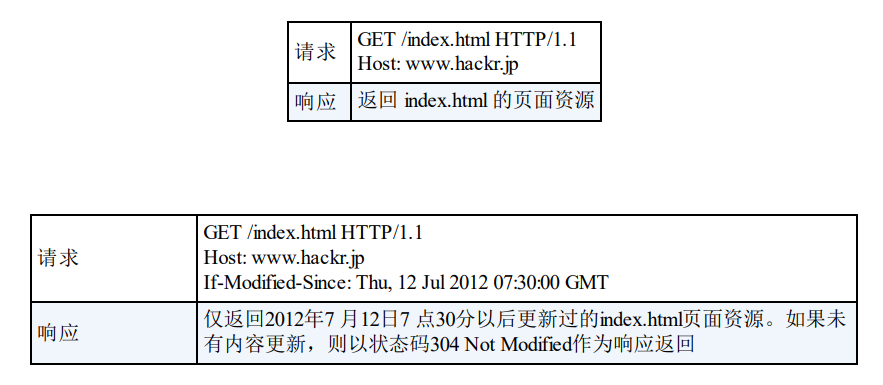 请求
GET /index.html HTTP/1.1
Host: www.hackr.jp
响应
返回 index.html 的页面资源
请求
GET /index.html HTTP/1.1
Host: www.hackr.jp
If-Modified-Since: Thu, 12 Jul 2012 07:30:00 GMT
响应
仅返回2012年7 月12日7 点30分以后更新过的index.html页面资源。如果未
有内容更新，则以状态码304 Not Modified作为响应返回